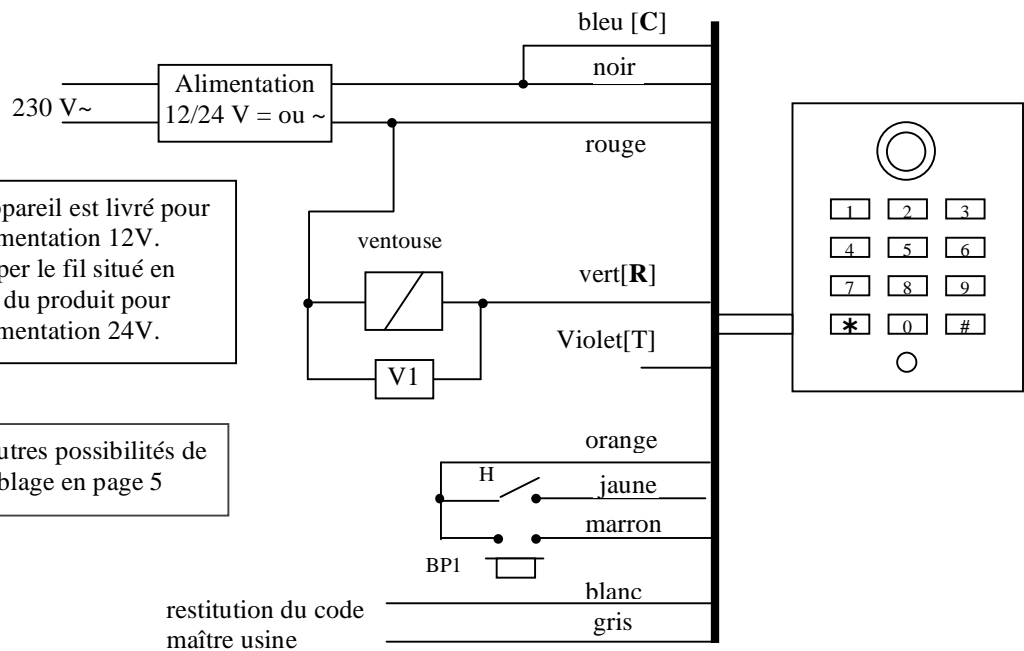 bleu [C]
noir
Alimentation
12/24 V = ou ~
230 V~
rouge
ppareil est livré pour
mentation 12V.
per le fil situé en
du produit pour
mentation 24V.
ventouse
vert[R]
Violet[T]
V1
utres possibilités de
blage en page 5
orange
H
jaune
marron
BP1
blanc
gris
restitution du code
maître usine
1 2 3
4 5 6
7 8 9
* 0 #